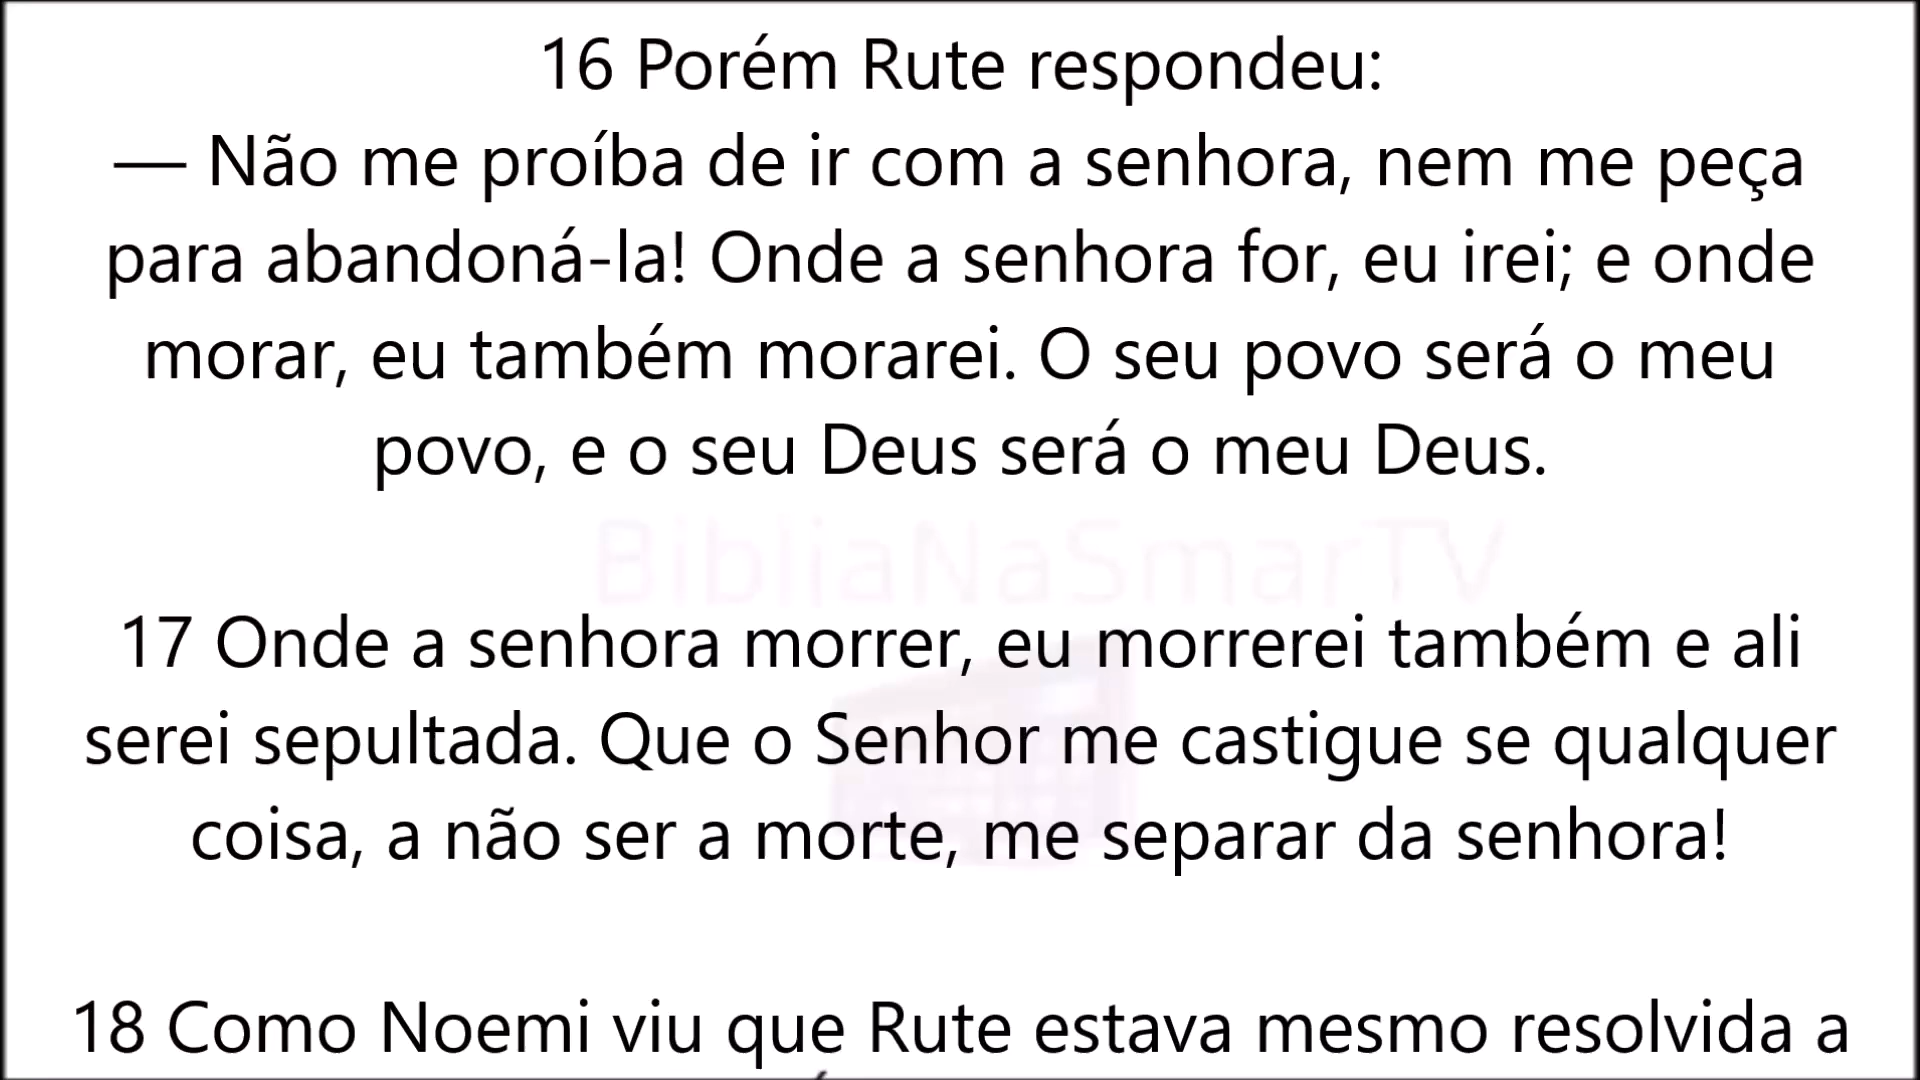 16 Porém Rute respondeu:
— Não me proíba de ir com a senhora, nem me peça
para abandoná-la! Onde a senhora for, eu irei; e onde
morar, eu também morarei. O seu povo será o meu
povo, e o seu Deus será o meu Deus.
BibliaNaSmarTV
17 Onde a senhora morrer, eu morrerei também e ali
serei sepultada. Que o Senhor me castigue se qualquer
coisa, a não ser a morte, me separar da senhora!
18 Como Noemi viu que Rute estava mesmo resolvida a